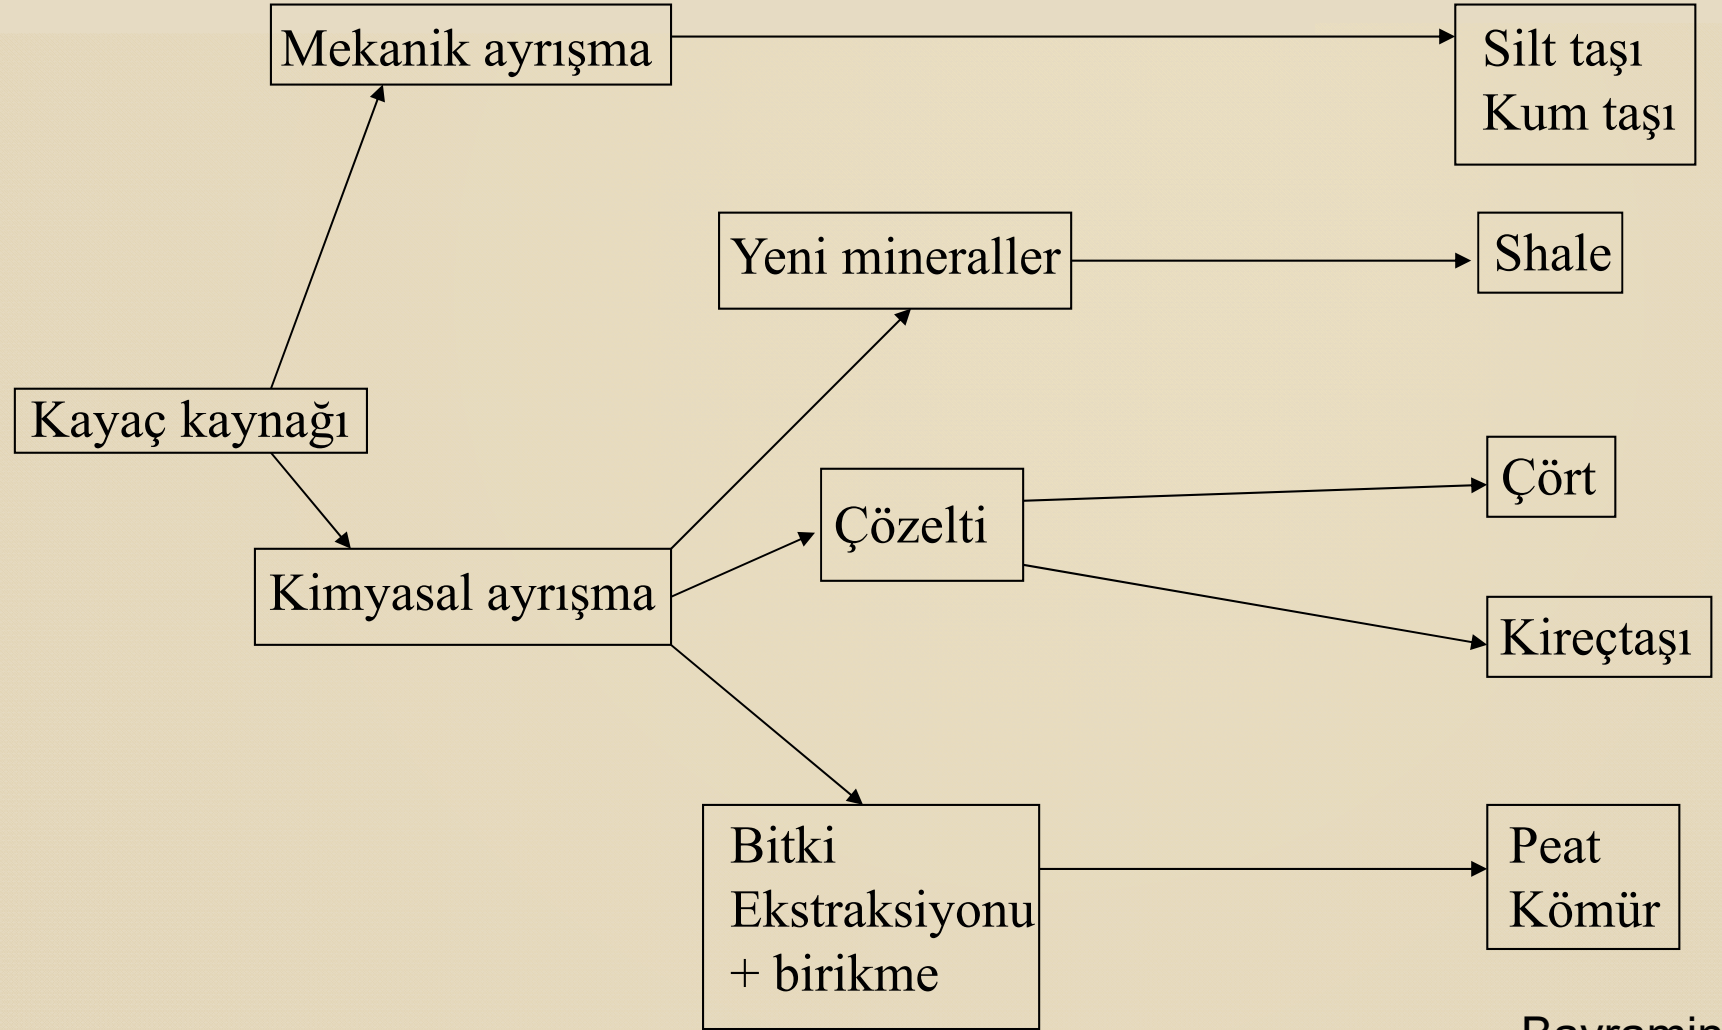 Mekanik ayrışma
Silt taşı
Kum taşı
Yeni mineraller
Shale
Kayaç kaynağı
Çört
Çözelti
Kimyasal ayrışma
Kireçtaşı
Bitki
Ekstraksiyonu
+ birikme
Peat
Kömür